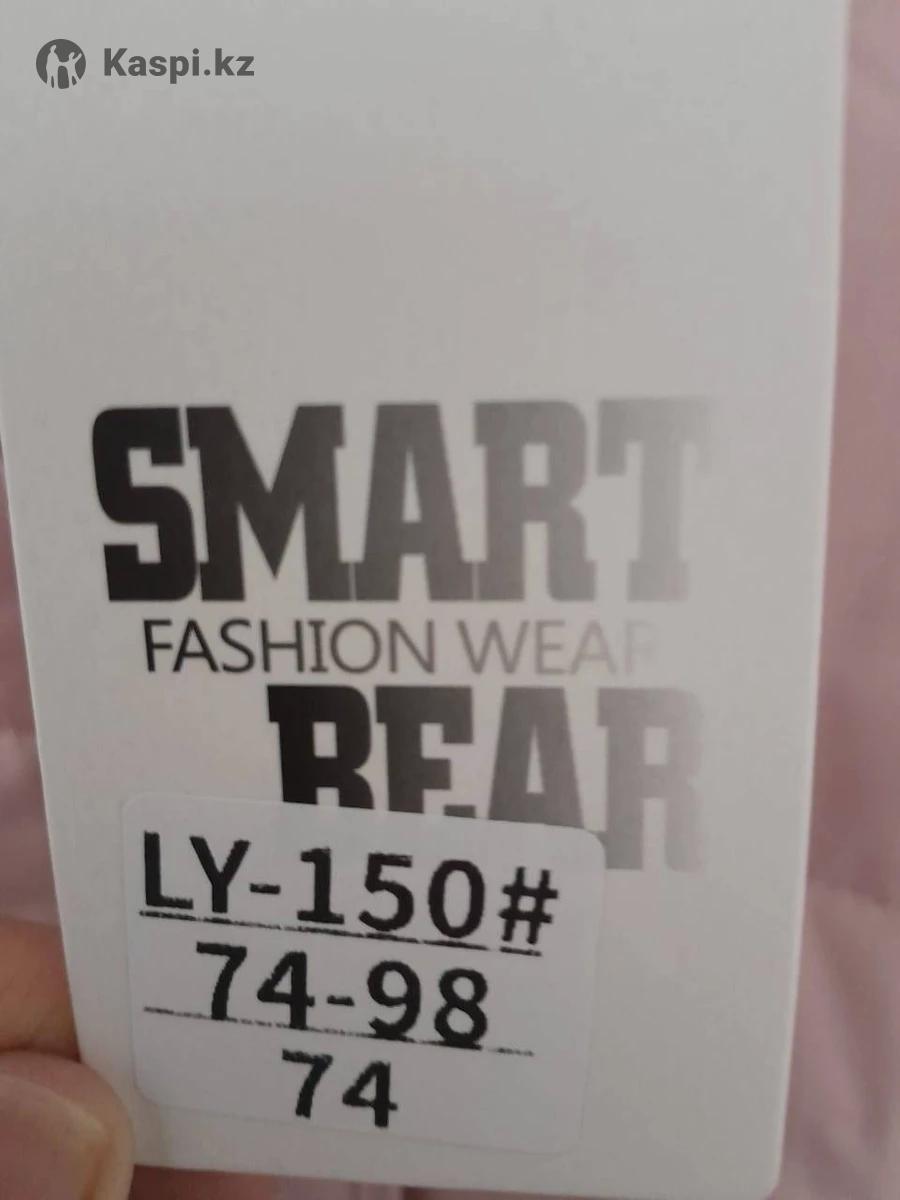 Kaspi.kz
SMART
FASHION WEAR
BEAR
LY-150#
74-98
74